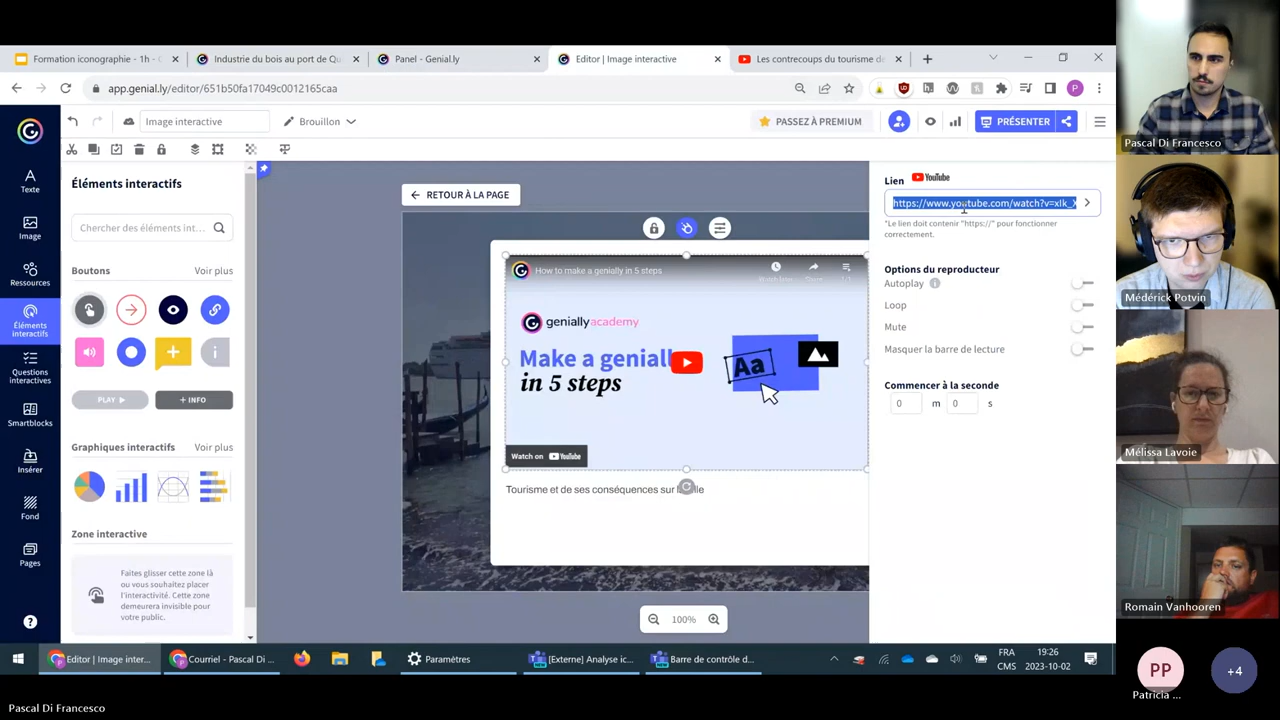 Formation iconographie - 1h -
Industrie du bois au port de Qu
Panel - Genial.ly
Editor | Image interactive
Les contrecoups du tourisme de
app.genial.ly/editor/651b50fa17049c0012165caa
P
Image interactive
Brouillon
PASSEZ À PREMIUM
PRÉSENTER
Texte
Image
Ressources
Éléments
interactifs
Questions
interactives
Smartblocks
Insérer
Fond
Pages
Éléments interactifs
Chercher des éléments int...
Boutons
Voir plus
PLAY
+ INFO
Graphiques interactifs
Voir plus
Zone interactive
Faites glisser cette zone là
ou vous souhaitez placer
l'interactivité. Cette zone
demeurera invisible pour
votre public.
RETOUR À LA PAGE
How to make a genially in 5 steps
genially academy
Make a geniall
in 5 steps
Aa
Watch on YouTube
Tourisme et de ses conséquences sur
100%
Lien YouTube
https://www.youtube.com/watch?v=xIk_
*Le lien doit contenir "https://" pour fonctionner
correctement.
Options du reproducteur
Autoplay
Loop
Mute
Masquer la barre de lecture
Commencer à la seconde
0 m 0 s
Editor | Image inter...
Courriel - Pascal Di ...
Paramètres
[Externe] Analyse ic...
Barre de contrôle d...
FRA
CMS
19:26
2023-10-02
Pascal Di Francesco
Médérick Potvin
Mélissa Lavoie
Romain Vanhooren
PP
Patricia ...
+4
Pascal Di Francesco